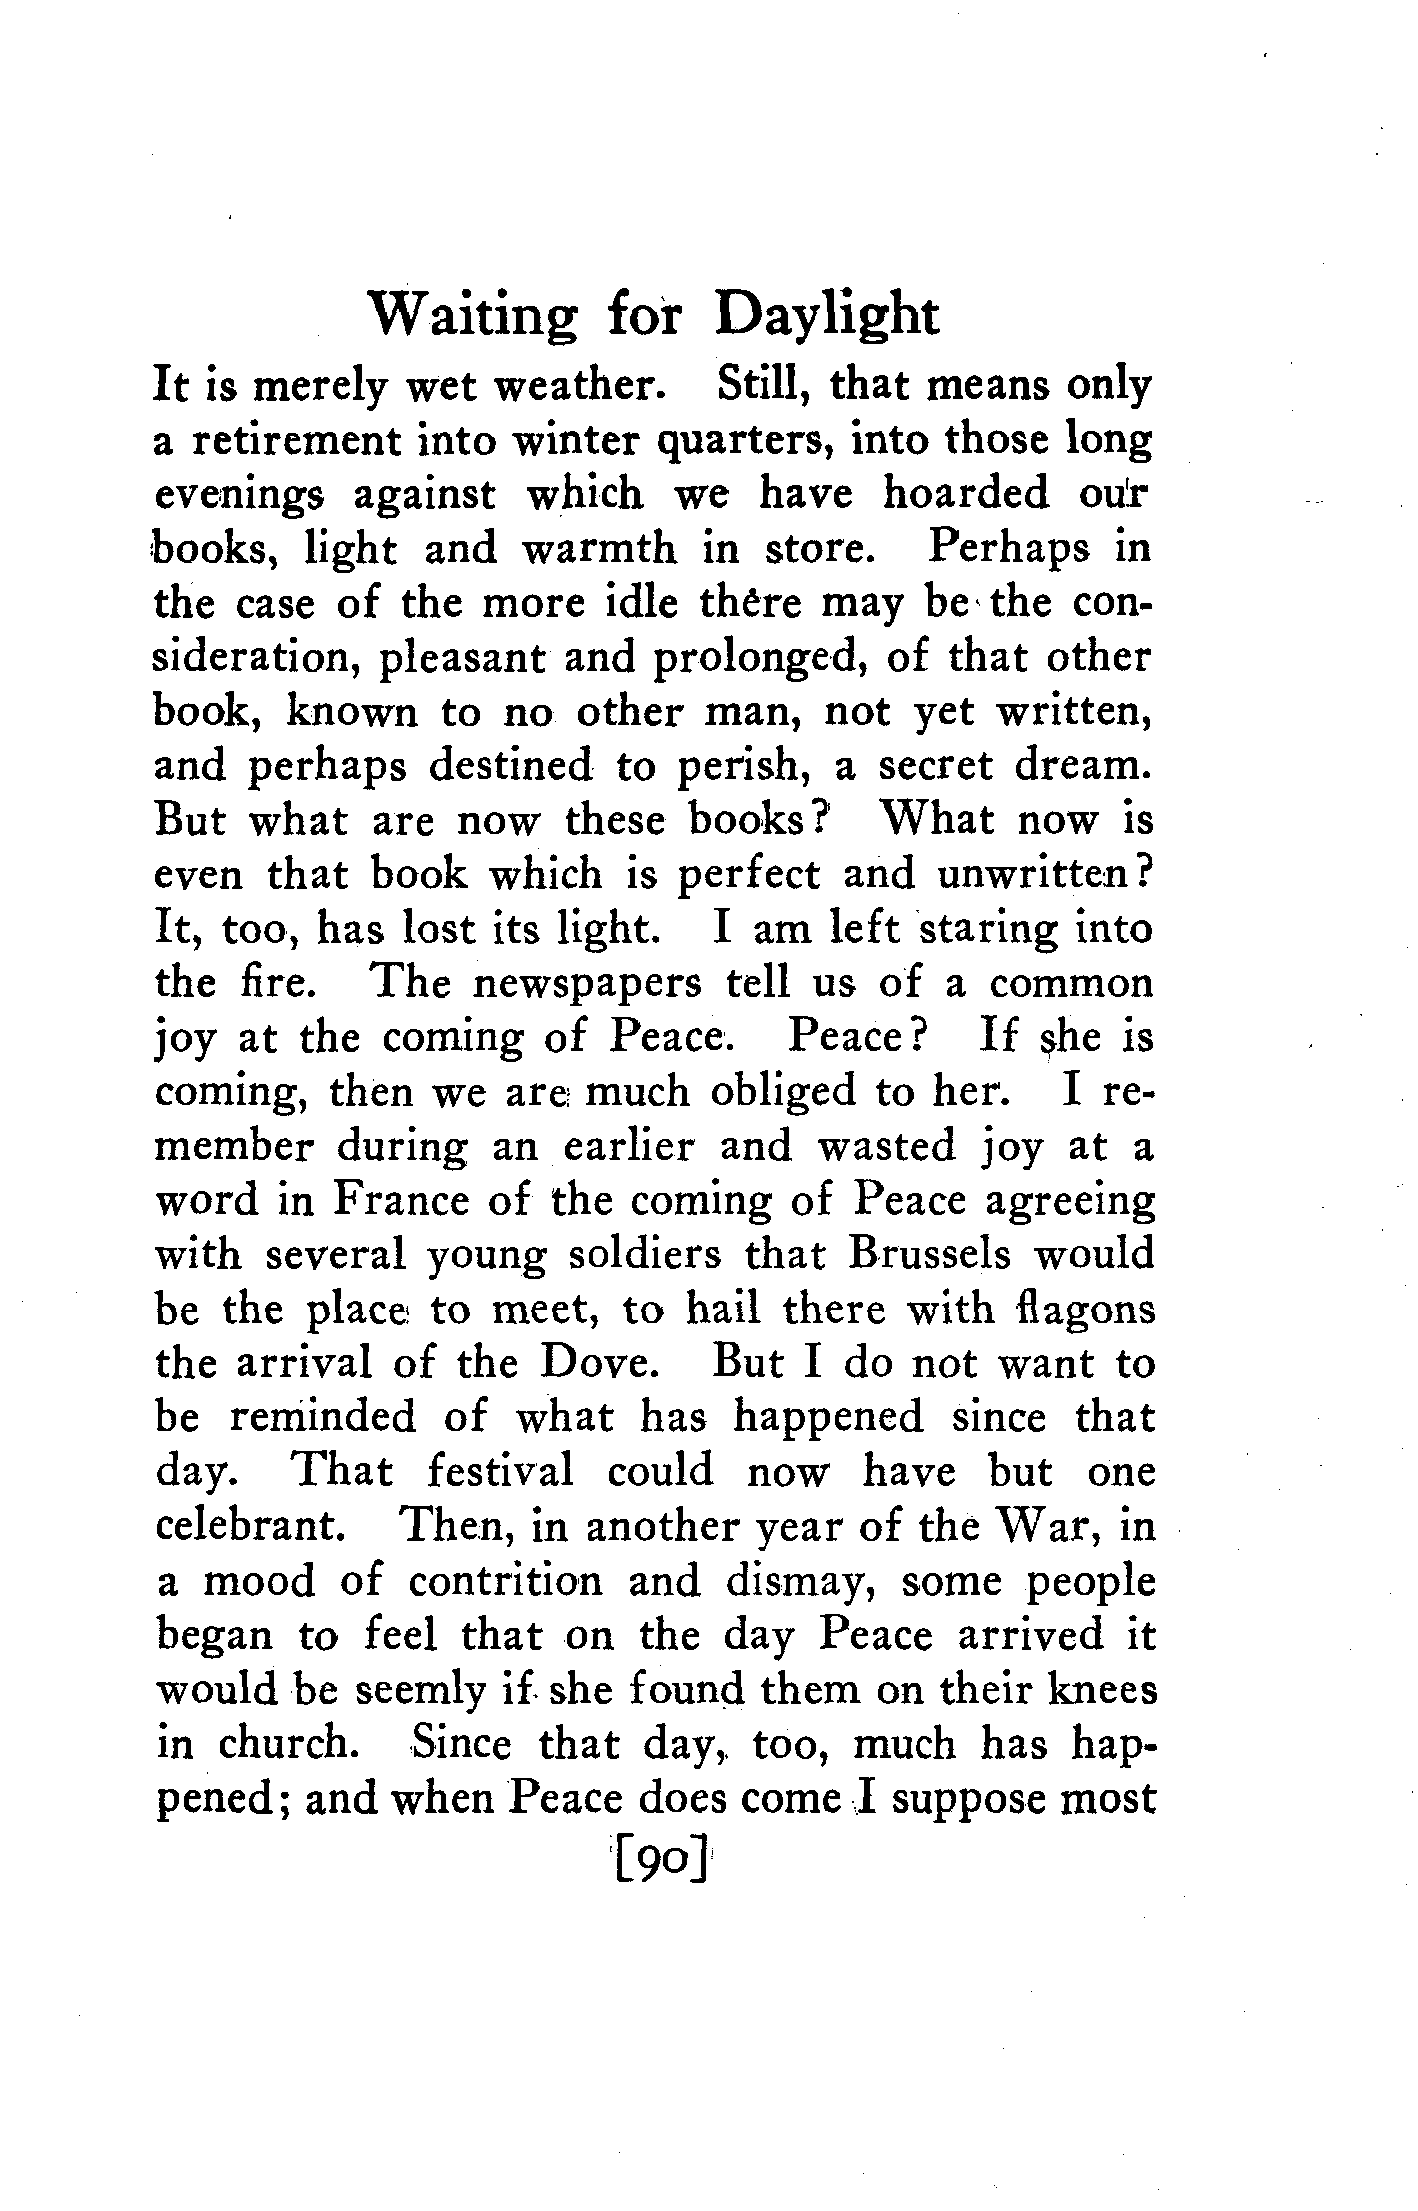 Waiting for Daylight
It is merely wet weather. Still, that means only
a retirement into winter quarters, into those long
evenings against which we have hoarded our
books, light and warmth in store. Perhaps in
the case of the more idle there may be the con-
sideration, pleasant and prolonged, of that other
book, known to no other man, not yet written,
and perhaps destined to perish, a secret dream.
But what are now these books? What now is
even that book which is perfect and unwritten?
It, too, has lost its light. I am left staring into
the fire. The newspapers tell us of a common
joy at the coming of Peace. Peace? If she is
coming, then we are much obliged to her. I re-
member during an earlier and wasted joy at a
word in France of the coming of Peace agreeing
with several young soldiers that Brussels would
be the place to meet, to hail there with flagons
the arrival of the Dove. But I do not want to
be reminded of what has happened since that
day. That festival could now have but one
celebrant. Then, in another year of the War, in
a mood of contrition and dismay, some people
began to feel that on the day Peace arrived it
would be seemly if she found them on their knees
in church. Since that day, too, much has hap-
pened; and when Peace does come I suppose most
[90]